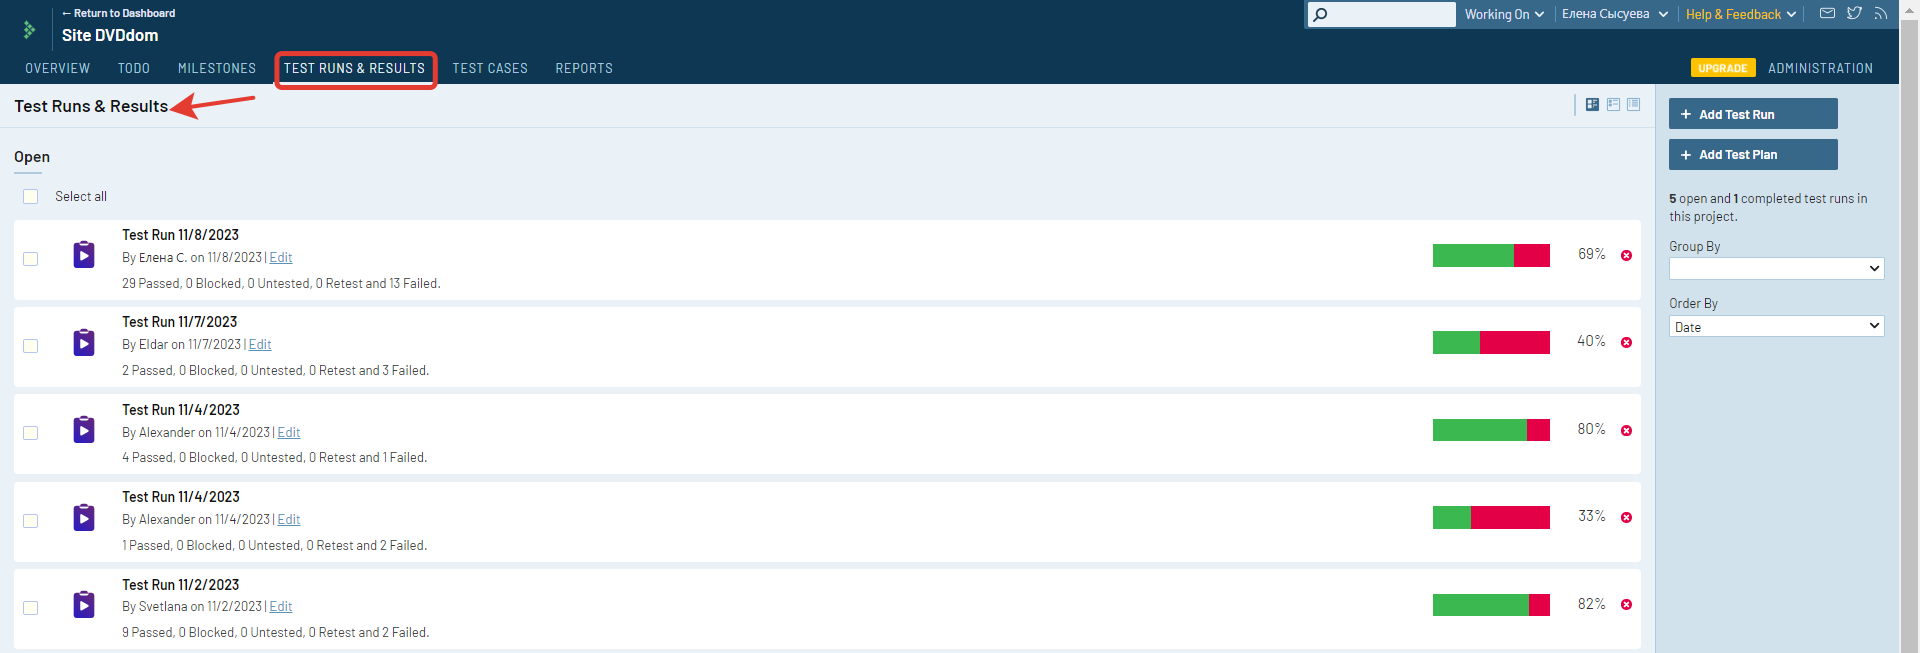 ← Return to Dashboard
Site DVDdom
Working On
Елена Сысуева
Help & Feedback
OVERVIEW
TODO
MILESTONES
TEST RUNS & RESULTS
TEST CASES
REPORTS
UPGRADE
ADMINISTRATION
Test Runs & Results
Open
Select all
Test Run 11/8/2023
By Елена С. on 11/8/2023 | Edit
29 Passed, 0 Blocked, 0 Untested, 0 Retest and 13 Failed.
69%
Test Run 11/7/2023
By Eldar on 11/7/2023 | Edit
2 Passed, 0 Blocked, 0 Untested, 0 Retest and 3 Failed.
40%
Test Run 11/4/2023
By Alexander on 11/4/2023 | Edit
4 Passed, 0 Blocked, 0 Untested, 0 Retest and 1 Failed.
80%
Test Run 11/4/2023
By Alexander on 11/4/2023 | Edit
1 Passed, 0 Blocked, 0 Untested, 0 Retest and 2 Failed.
33%
Test Run 11/2/2023
By Svetlana on 11/2/2023 | Edit
9 Passed, 0 Blocked, 0 Untested, 0 Retest and 2 Failed.
82%
+ Add Test Run
+ Add Test Plan
5 open and 1 completed test runs in
this project.
Group By
Order By
Date